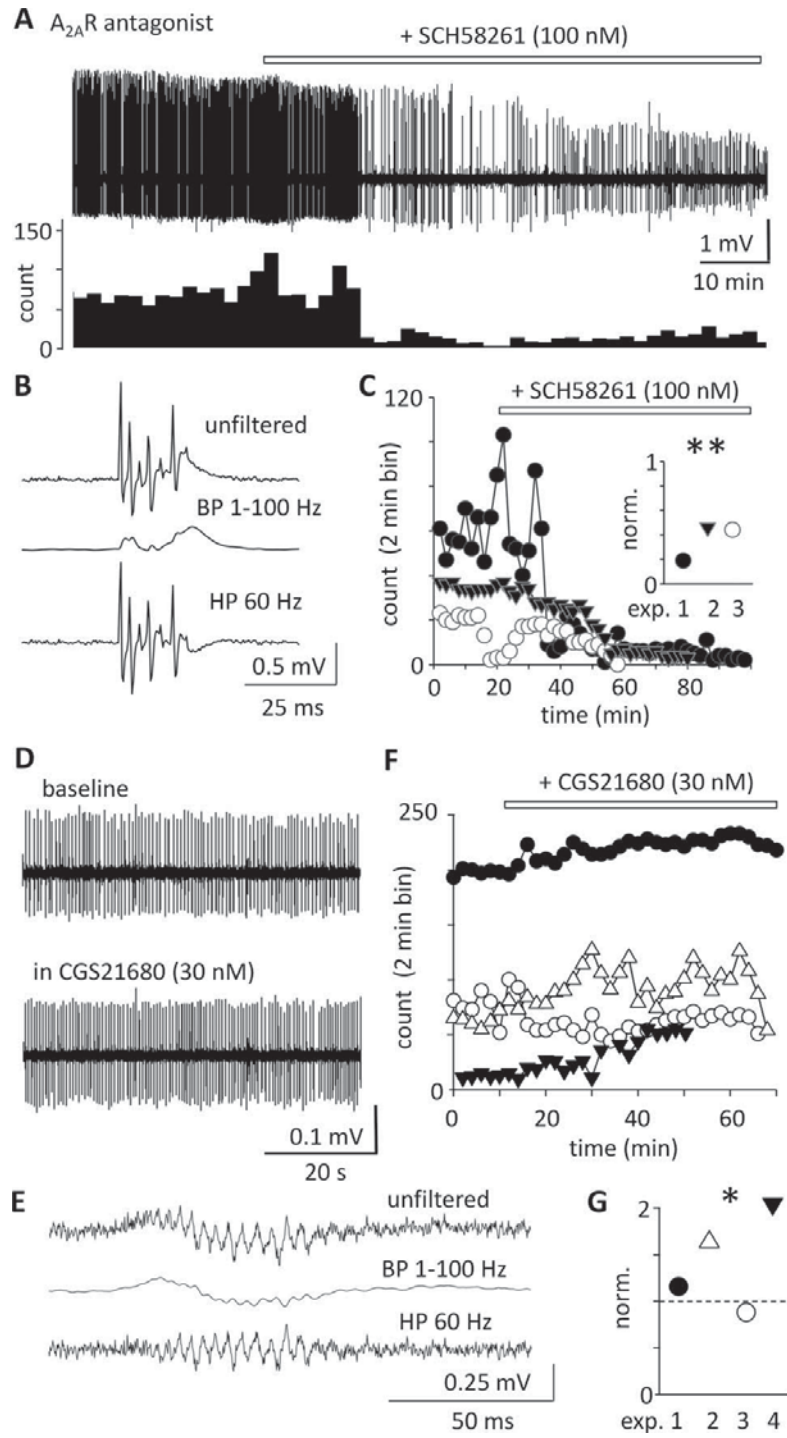 A A2AR antagonist
+ SCH58261 (100 nM)
1 mV
10 min
150
count
0
B
unfiltered
BP 1-100 Hz
HP 60 Hz
0.5 mV
25 ms
C
+ SCH58261 (100 nM)
120
count (2 min bin)
0
0 20 40 60 80
time (min)
**
1
norm.
0
exp. 1 2 3
D
baseline
in CGS21680 (30 nM)
0.1 mV
20 s
F
+ CGS21680 (30 nM)
250
count (2 min bin)
0
0 20 40 60
time (min)
E
unfiltered
BP 1-100 Hz
HP 60 Hz
0.25 mV
50 ms
G
2
*
norm.
0
exp. 1 2 3 4